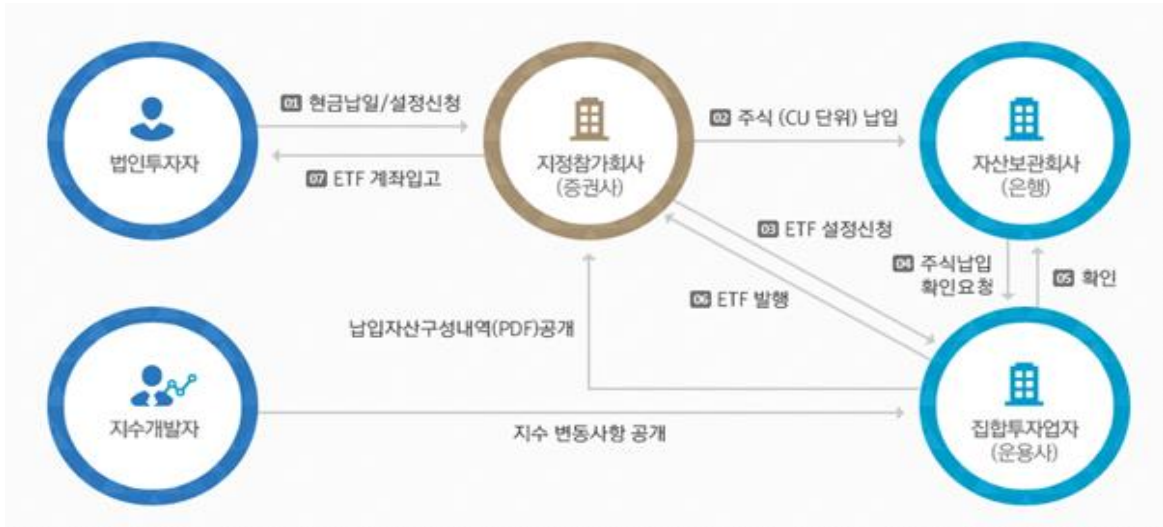 01 현금납일/설정신청
02 주식 (CU 단위) 납입
법인투자자
지정참가회사
(증권사)
자산보관회사
(은행)
07 ETF 계좌입고
03 ETF 설정신청
04 주식납입
확인요청
05 확인
06 ETF 발행
납입자산구성내역(PDF)공개
지수개발자
지수 변동사항 공개
집합투자업자
(운용사)